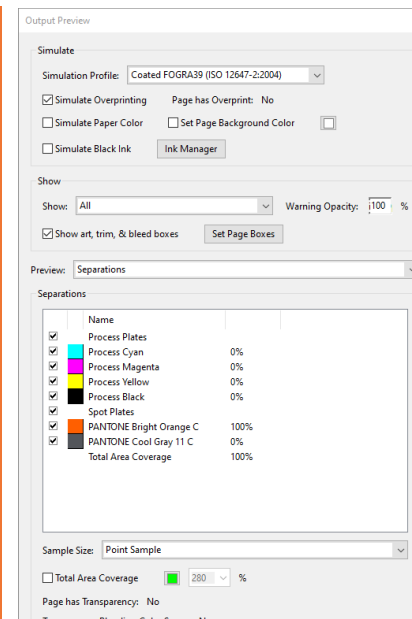 Output Preview
Simulate
Simulation Profile: Coated FOGRA39 (ISO 12647-2:2004)
Simulate Overprinting Page has Overprint: No
Simulate Paper Color Set Page Background Color
Simulate Black Ink Ink Manager
Show
Show: All Warning Opacity: 100 %
Show art, trim, & bleed boxes Set Page Boxes
Preview: Separations
Separations
Name
Process Plates
Process Cyan 0%
Process Magenta 0%
Process Yellow 0%
Process Black 0%
Spot Plates
PANTONE Bright Orange C 100%
PANTONE Cool Gray 11 C 0%
Total Area Coverage 100%
Sample Size: Point Sample
Total Area Coverage 280 %
Page has Transparency: No